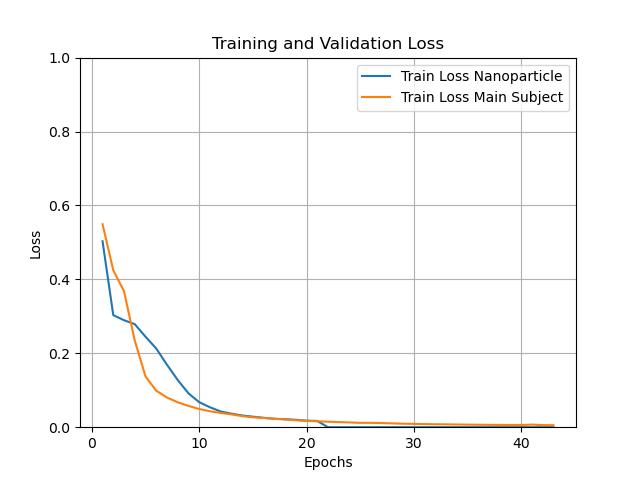 Training and Validation Loss
Train Loss Nanoparticle
Train Loss Main Subject
Loss
1.0
0.8
0.6
0.4
0.2
0.0
0 10 20 30 40
Epochs